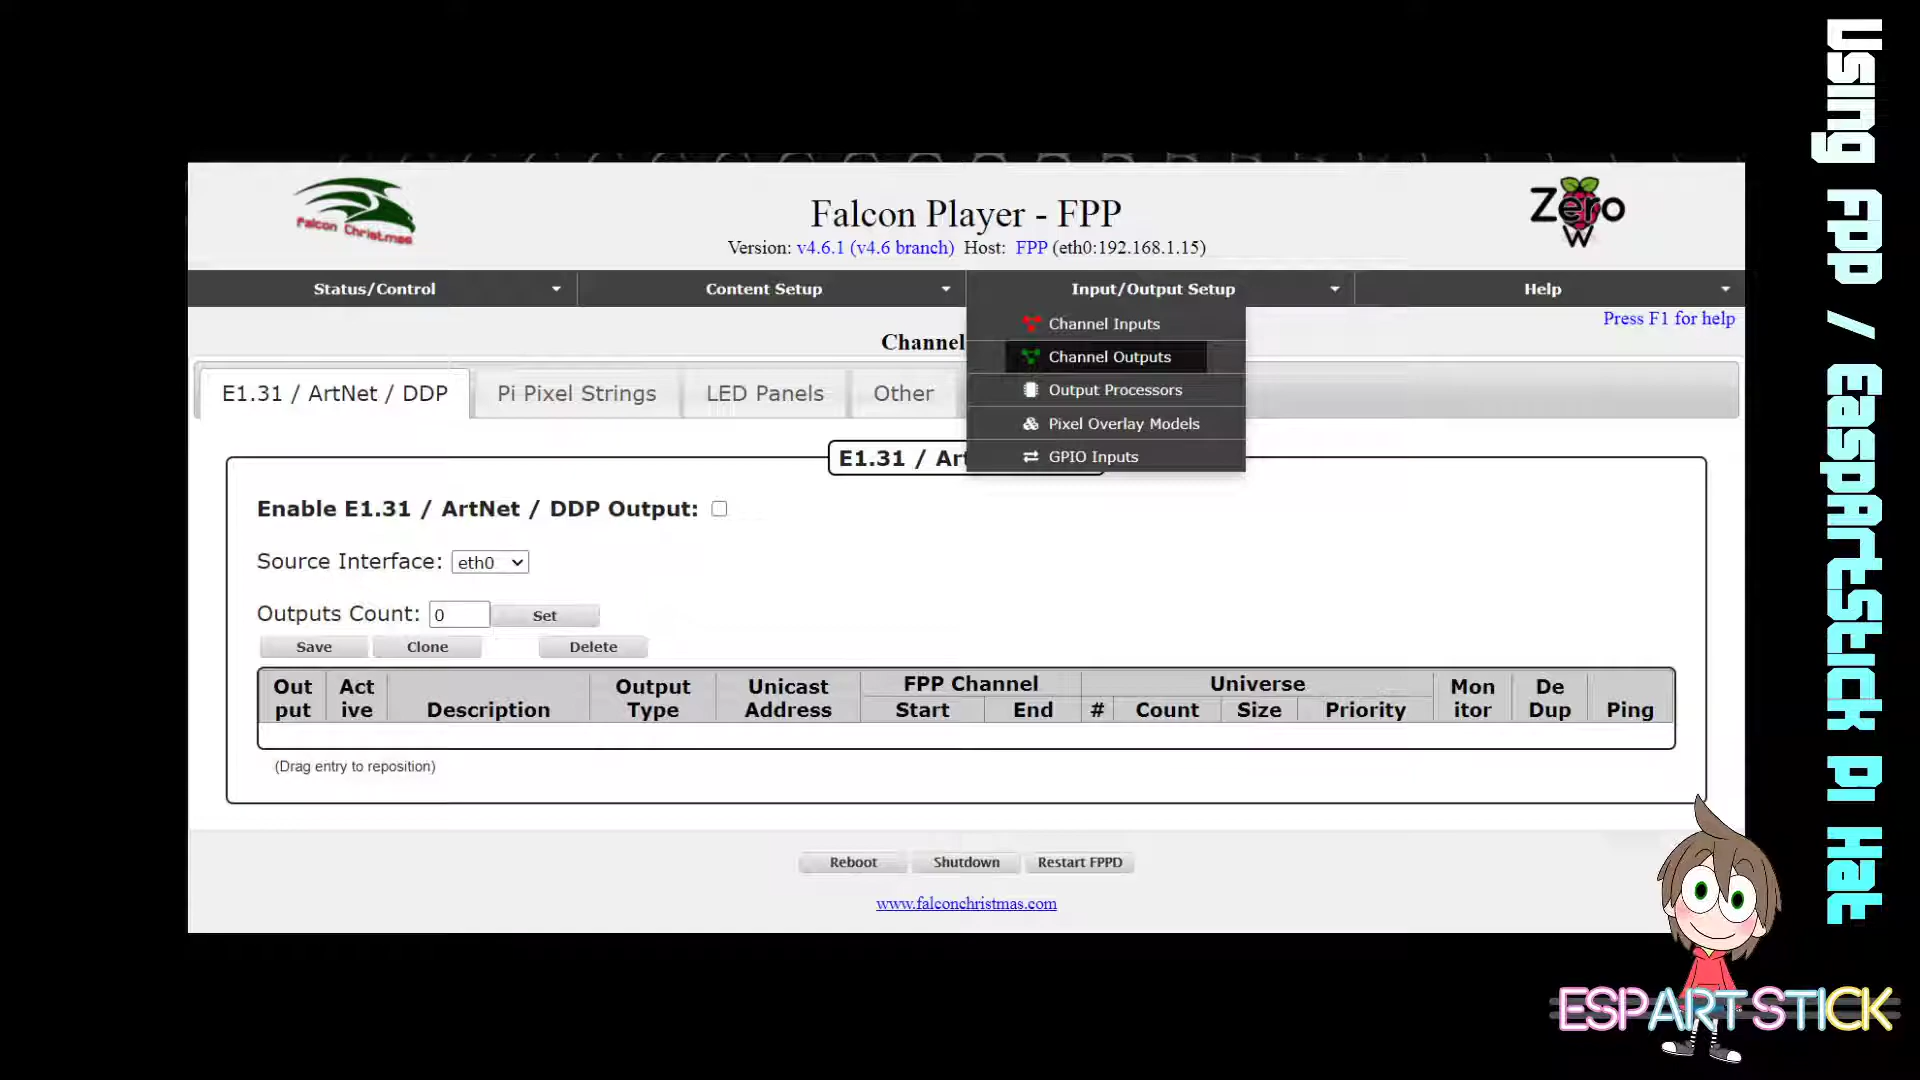 Using FPP / EaspArtStick Pi Hat
Falcon Christmas
Falcon Player - FPP
Zero
W
Version: v4.6.1 (v4.6 branch) Host: FPP (eth0:192.168.1.15)
Status/Control
Content Setup
Input/Output Setup
Help
Press F1 for help
Channel Inputs
Channel Outputs
Output Processors
Pixel Overlay Models
GPIO Inputs
Channel
E1.31 / ArtNet / DDP
Pi Pixel Strings
LED Panels
Other
E1.31 / Art
Enable E1.31 / ArtNet / DDP Output:
Source Interface: eth0
Outputs Count: 0 Set
Save Clone Delete
Out Act Output Unicast FPP Channel Universe Mon De
put ive Description Type Address Start End # Count Size Priority itor Dup Ping
(Drag entry to reposition)
Reboot Shutdown Restart FPPD
www.falconchristmas.com
ESPARTSTICK